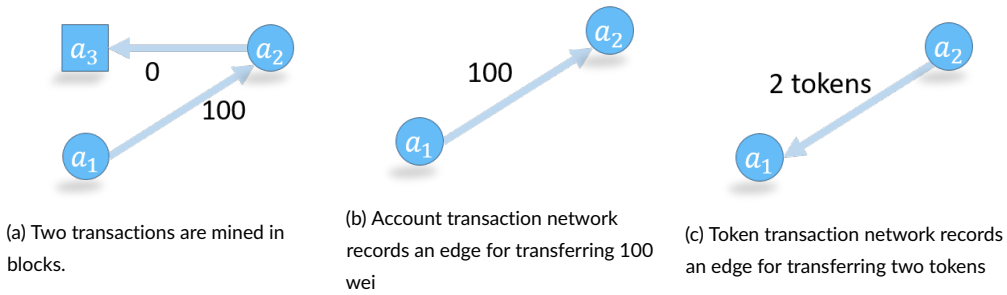 a₃
a₂
0
100
a₁
(a) Two transactions are mined in
blocks.
a₂
100
a₁
(b) Account transaction network
records an edge for transferring 100
wei
a₂
2 tokens
a₁
(c) Token transaction network records
an edge for transferring two tokens